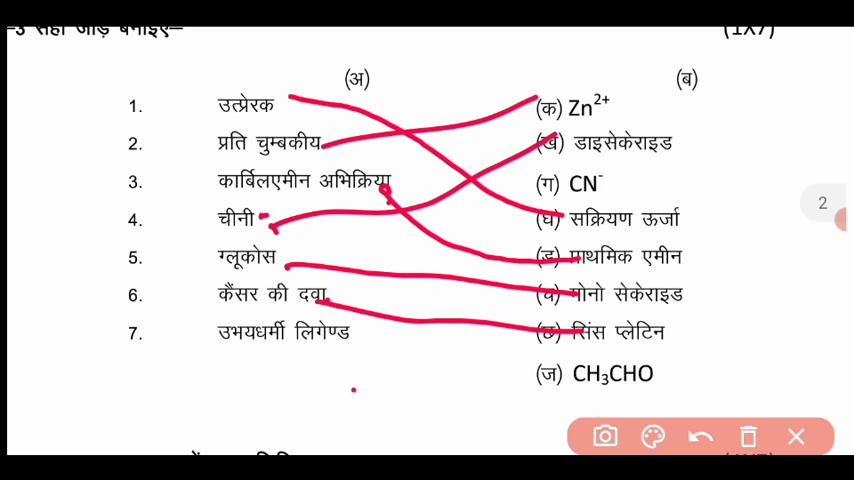 -3 सही जोड़ बनाइए– (1X7)
(अ) (ब)
1. उत्प्रेरक (क) Zn²⁺
2. प्रति चुम्बकीय (ख) डाइसेकेराइड
3. कार्बिलएमीन अभिक्रिया (ग) CN⁻
4. चीनी (घ) सक्रियण ऊर्जा
5. ग्लूकोस (ड) प्राथमिक एमीन
6. कैंसर की दवा (च) मोनो सेकेराइड
7. उभयधर्मी लिगेण्ड (छ) सिंस प्लेटिन
(ज) CH₃CHO
2